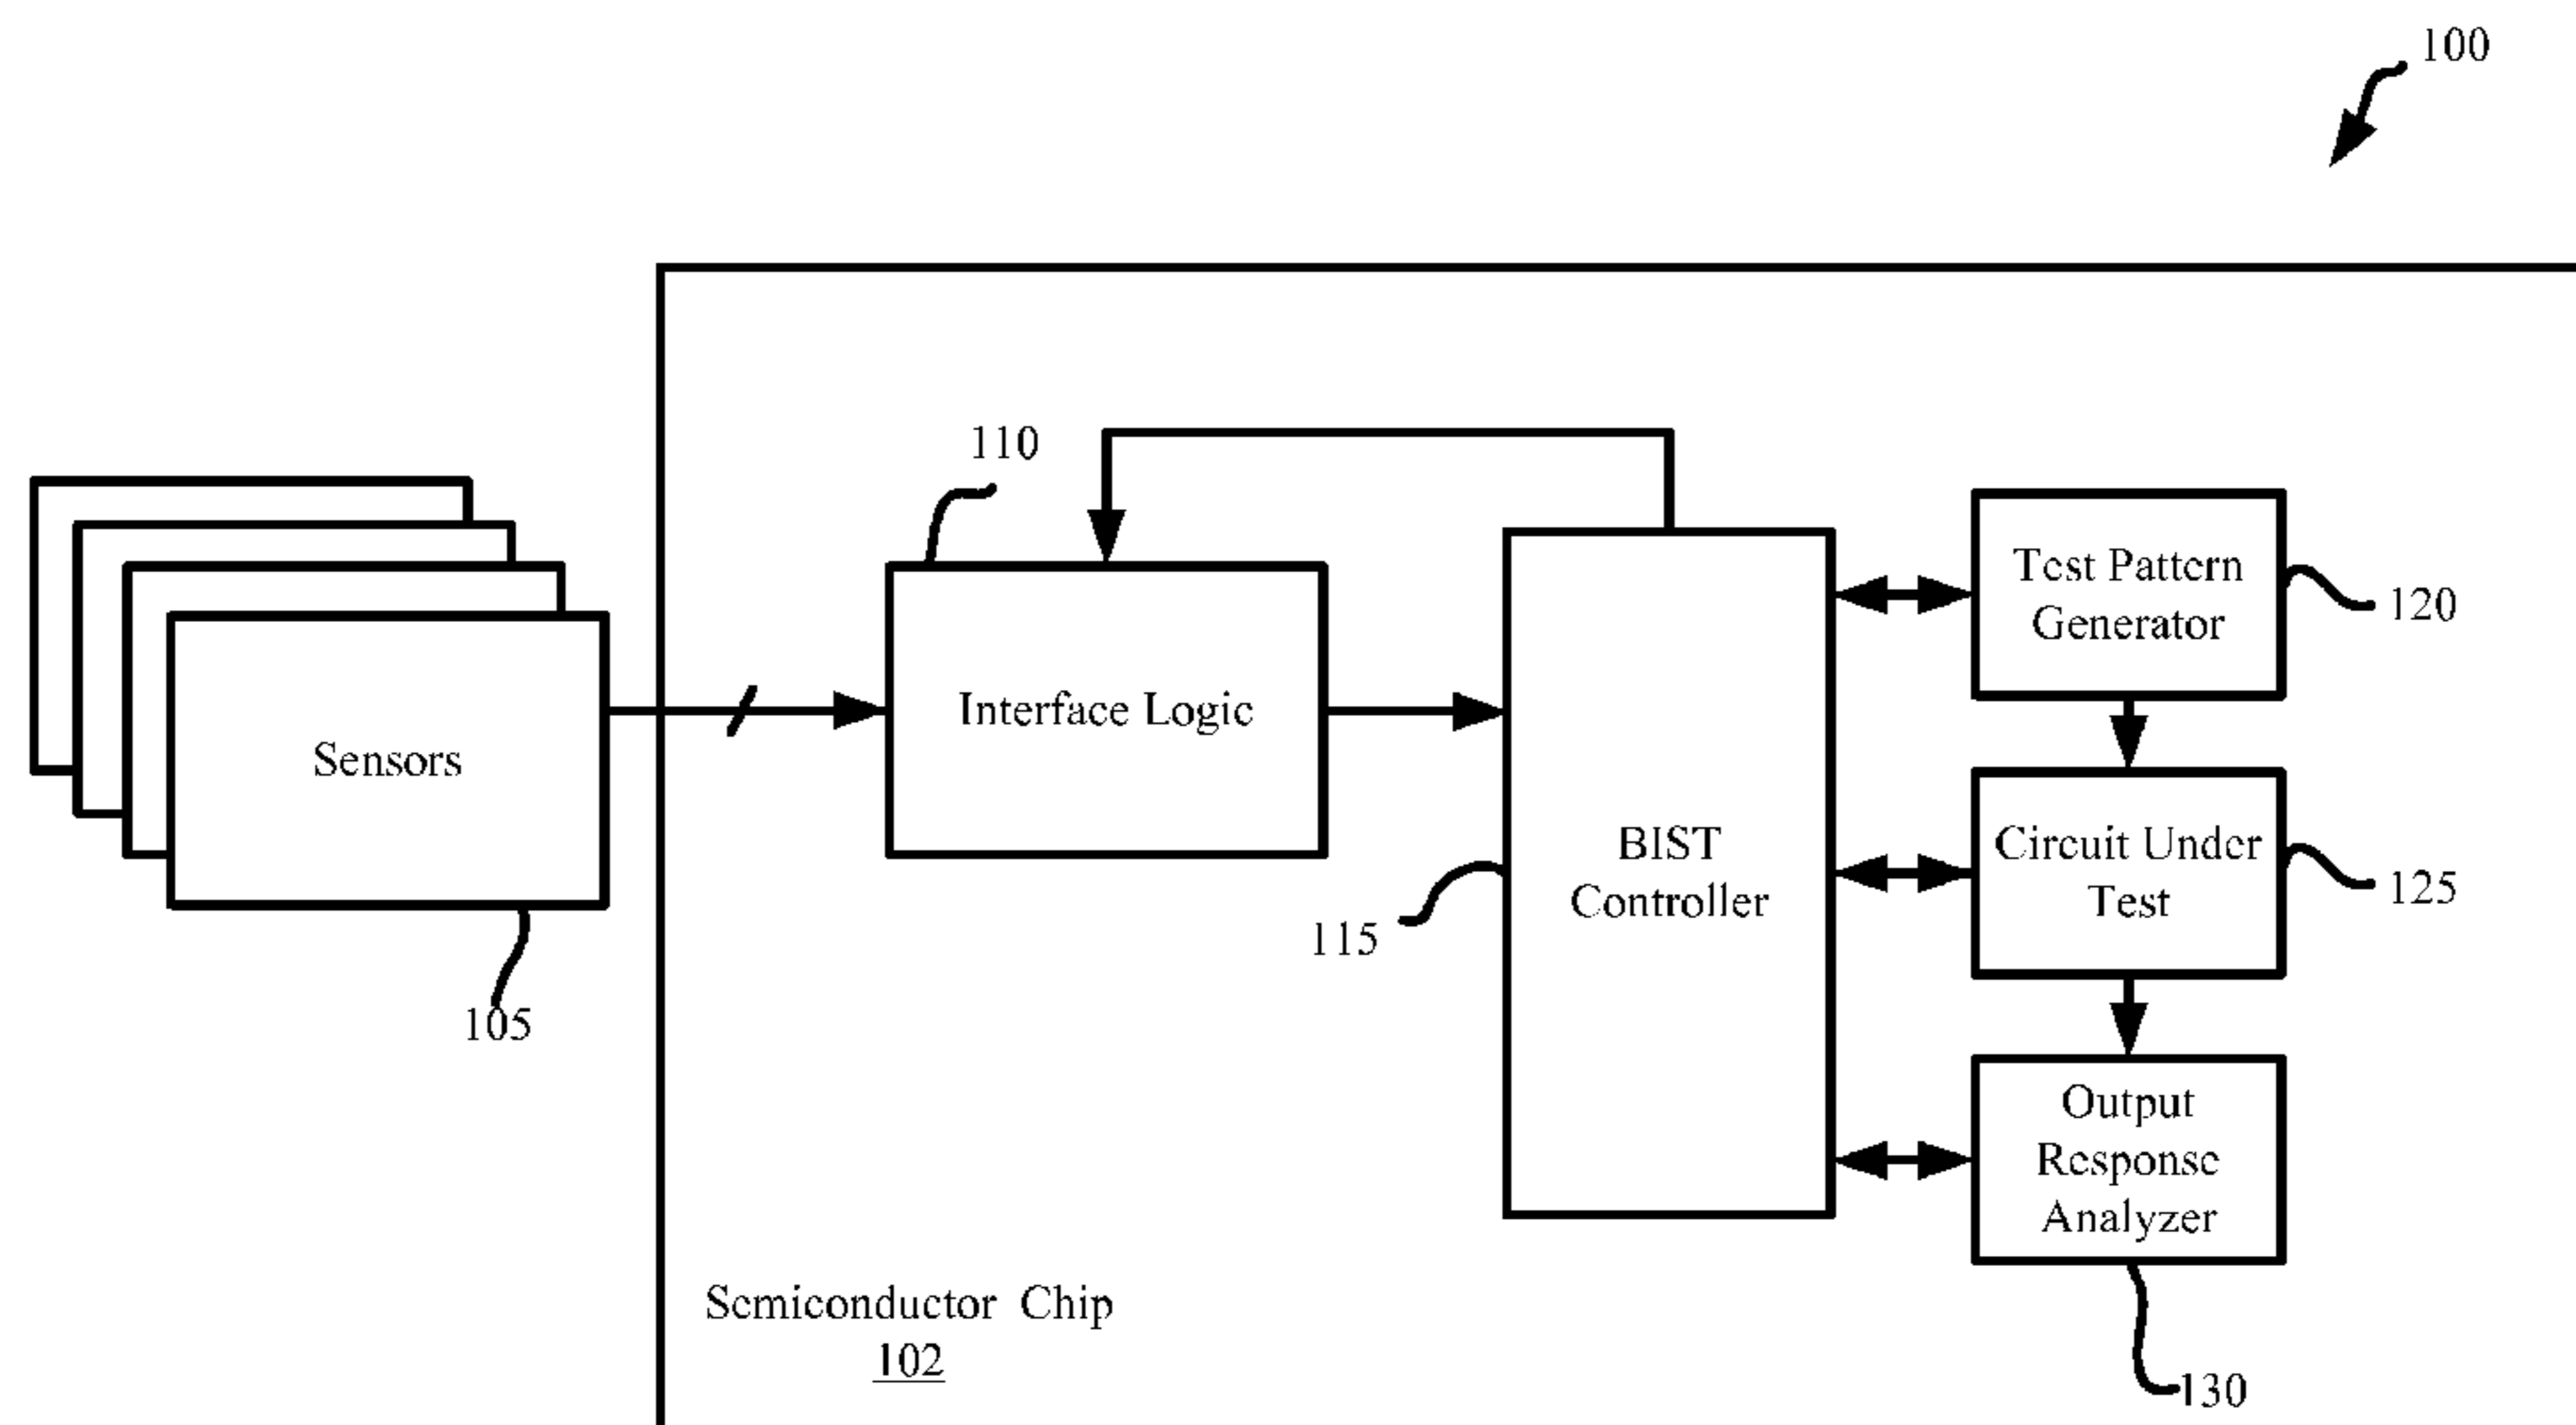 100
110
Test Pattern
Generator
120
Interface Logic
Sensors
BIST
Controller
115
Circuit Under
Test
125
105
Output
Response
Analyzer
130
Semiconductor Chip
102